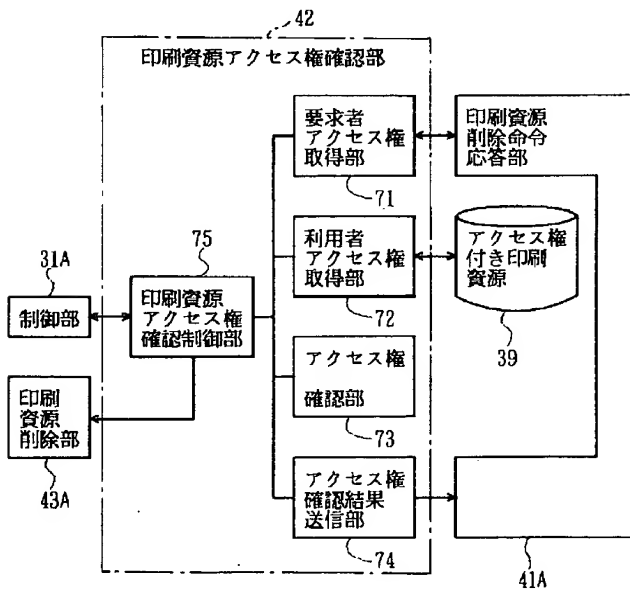 42
印刷資源アクセス権確認部
要求者
アクセス権
取得部
71
印刷資源
削除命令
応答部
75
利用者
アクセス権
取得部
72
アクセス権
付き印刷
資源
39
31A
制御部
印刷資源
アクセス権
確認制御部
アクセス権
確認部
73
印刷
資源
削除部
43A
アクセス権
確認結果
送信部
74
41A